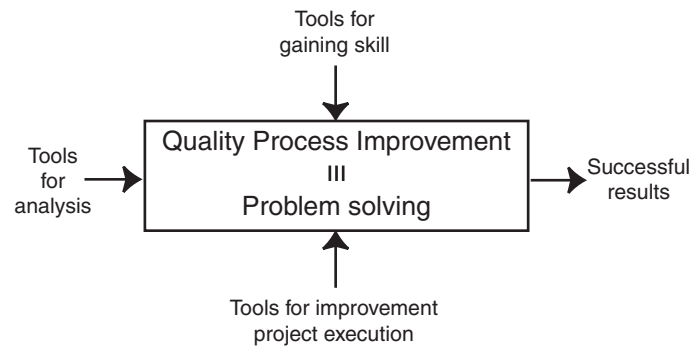 Tools for
gaining skill
Quality Process Improvement
III
Problem solving
Tools
for
analysis
Successful
results
Tools for improvement
project execution